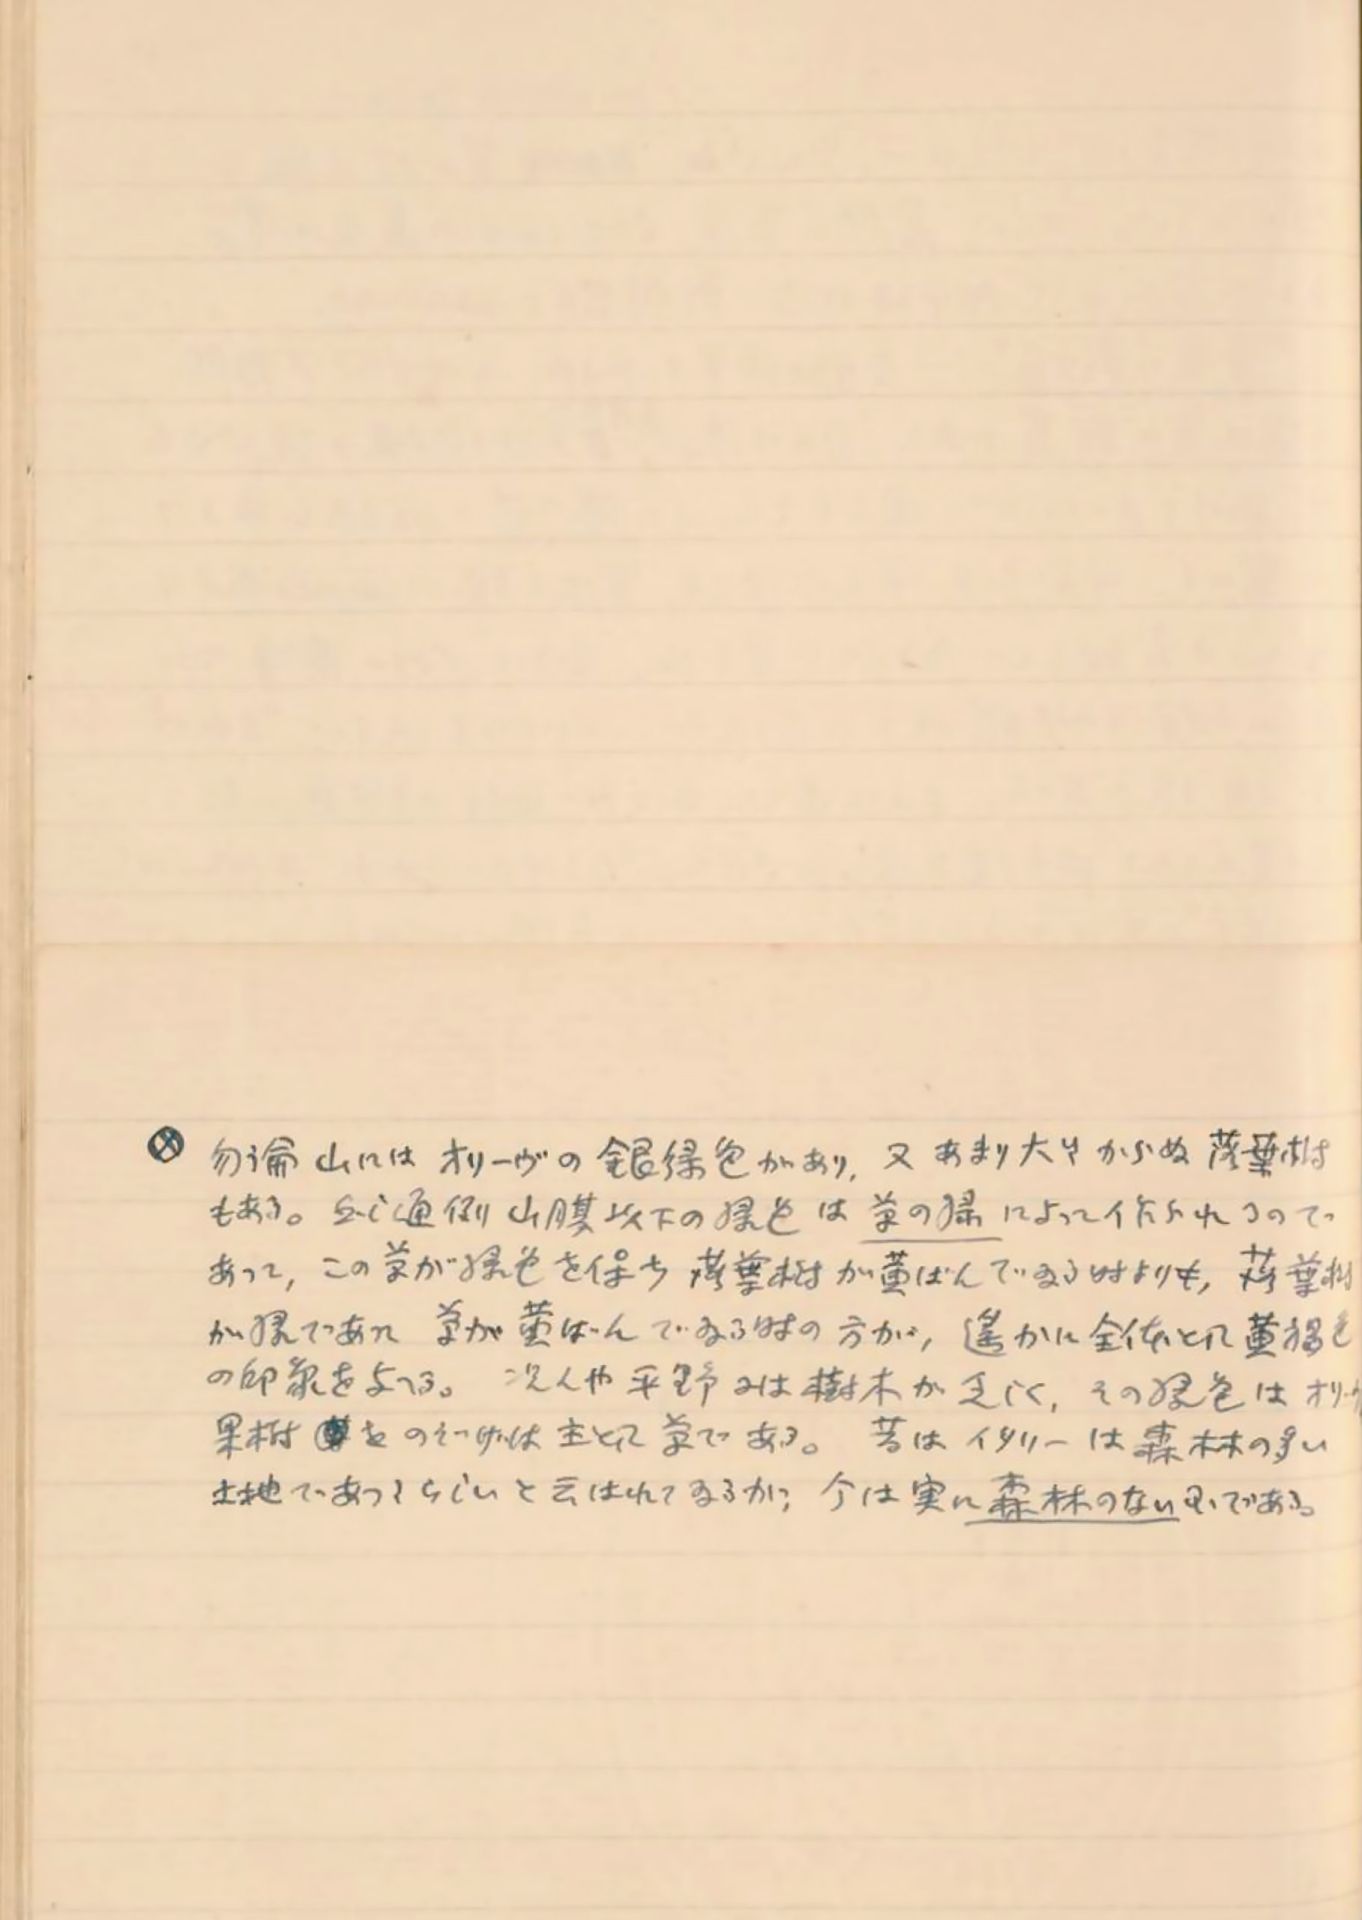 ⊗ 勿論山にはオリーヴの銀緑色があり、又あまり大きからぬ落葉樹
もある。然し通例山腹以下の緑色は草の緑によって作られるので
あって、この草が緑色を保ち落葉樹が黄ばんでゐる時よりも、落葉樹
が緑であって草が黄ばんでゐる時の方が、遙かに全体として黄褐色
の印象を与へる。況んや平野には樹木が乏しく、その緑色はオリーヴ
果樹をのぞけば主として草である。昔はイタリーは森林の多い
土地であったらしいと云はれてゐるが、今は実に森林のない国である